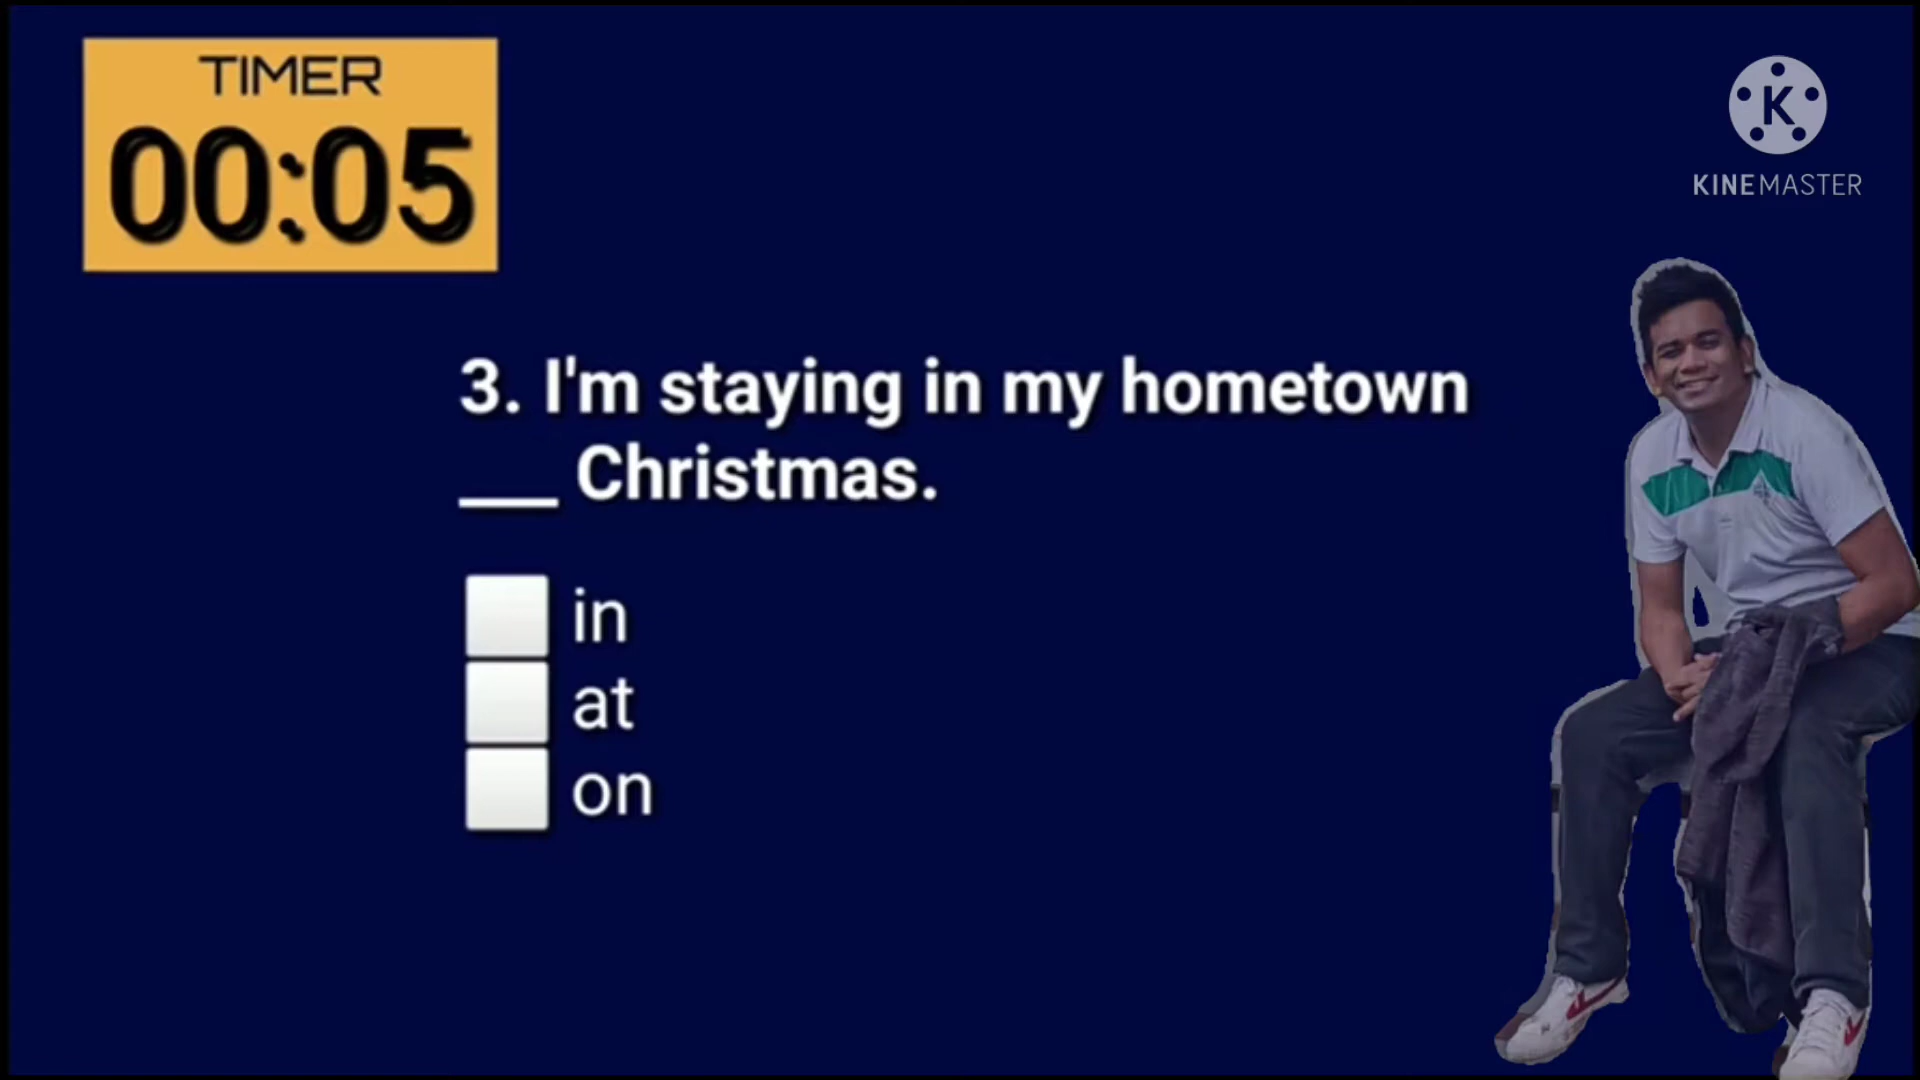 TIMER
00:05
KINEMASTER
3. I'm staying in my hometown
___ Christmas.
in
at
on